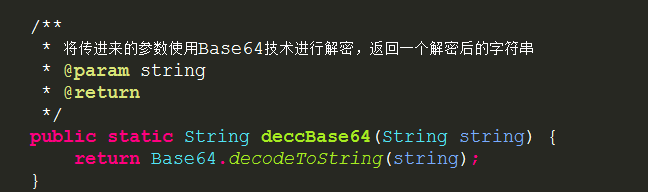 /**
 * 将传进来的参数使用Base64技术进行解密，返回一个解密后的字符串
 * @param string
 * @return
 */
public static String deccBase64(String string) {
    return Base64.decodeToString(string);
}